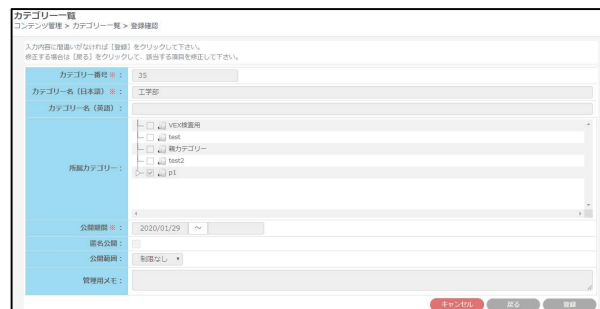 カテゴリー一覧
コンテンツ管理 > カテゴリー一覧 > 登録確認
入力内容に間違いがなければ［登録］をクリックして下さい。
修正する場合は［戻る］をクリックして、該当する項目を修正して下さい。
カテゴリー番号※： 35
カテゴリー名（日本語）※： 工学部
カテゴリー名（英語）：
VEX検査用
test
親カテゴリー
test2
所属カテゴリー： p1
公開期間※： 2020/01/29 ～
匿名公開：
公開範囲： 制限なし
管理用メモ：
キャンセル 戻る 登録